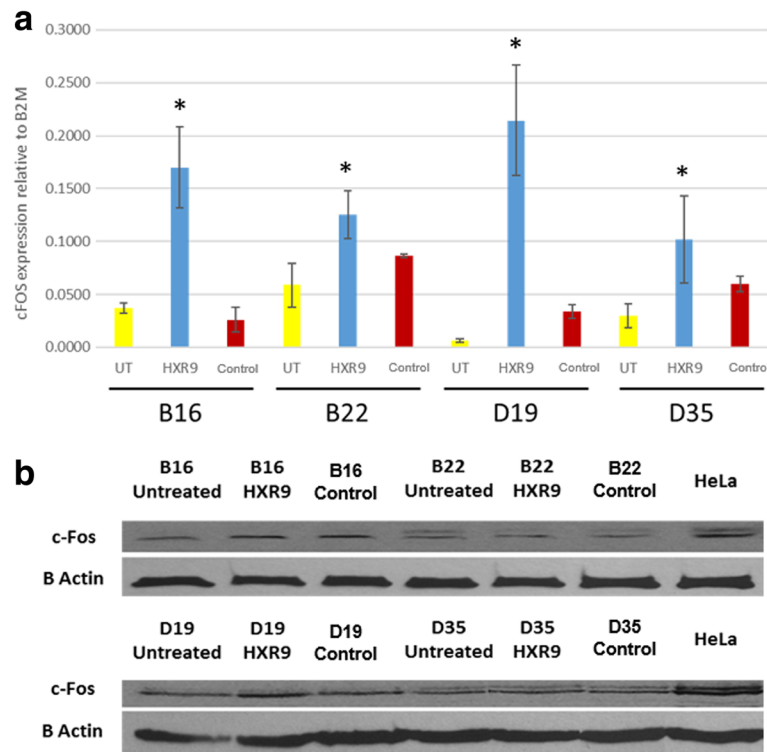 a
cFOS expression relative to B2M
0.3000
0.2500
0.2000
0.1500
0.1000
0.0500
0.0000
* * * *
UT HXR9 Control UT HXR9 Control UT HXR9 Control UT HXR9 Contro
B16 B22 D19 D35
b
B16 B16 B16 B22 B22 B22 HeLa
Untreated HXR9 Control Untreated HXR9 Control
c-Fos
B Actin
D19 D19 D19 D35 D35 D35 HeLa
Untreated HXR9 Control Untreated HXR9 Control
c-Fos
B Actin